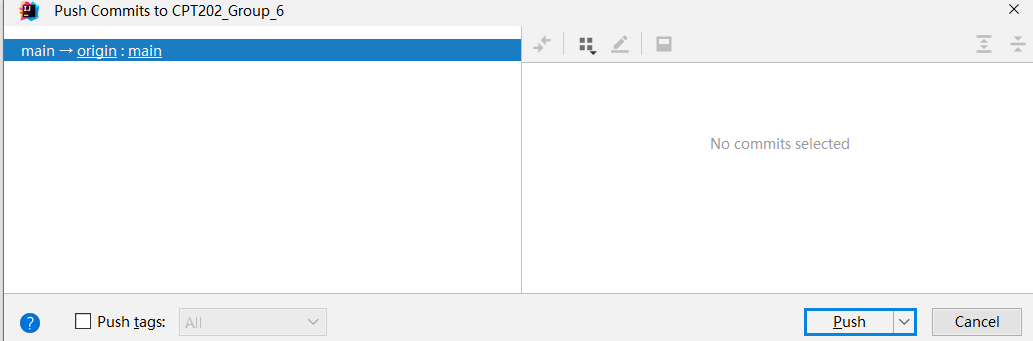 Push Commits to CPT202_Group_6
main → origin : main
No commits selected
Push tags:
All
Push
Cancel